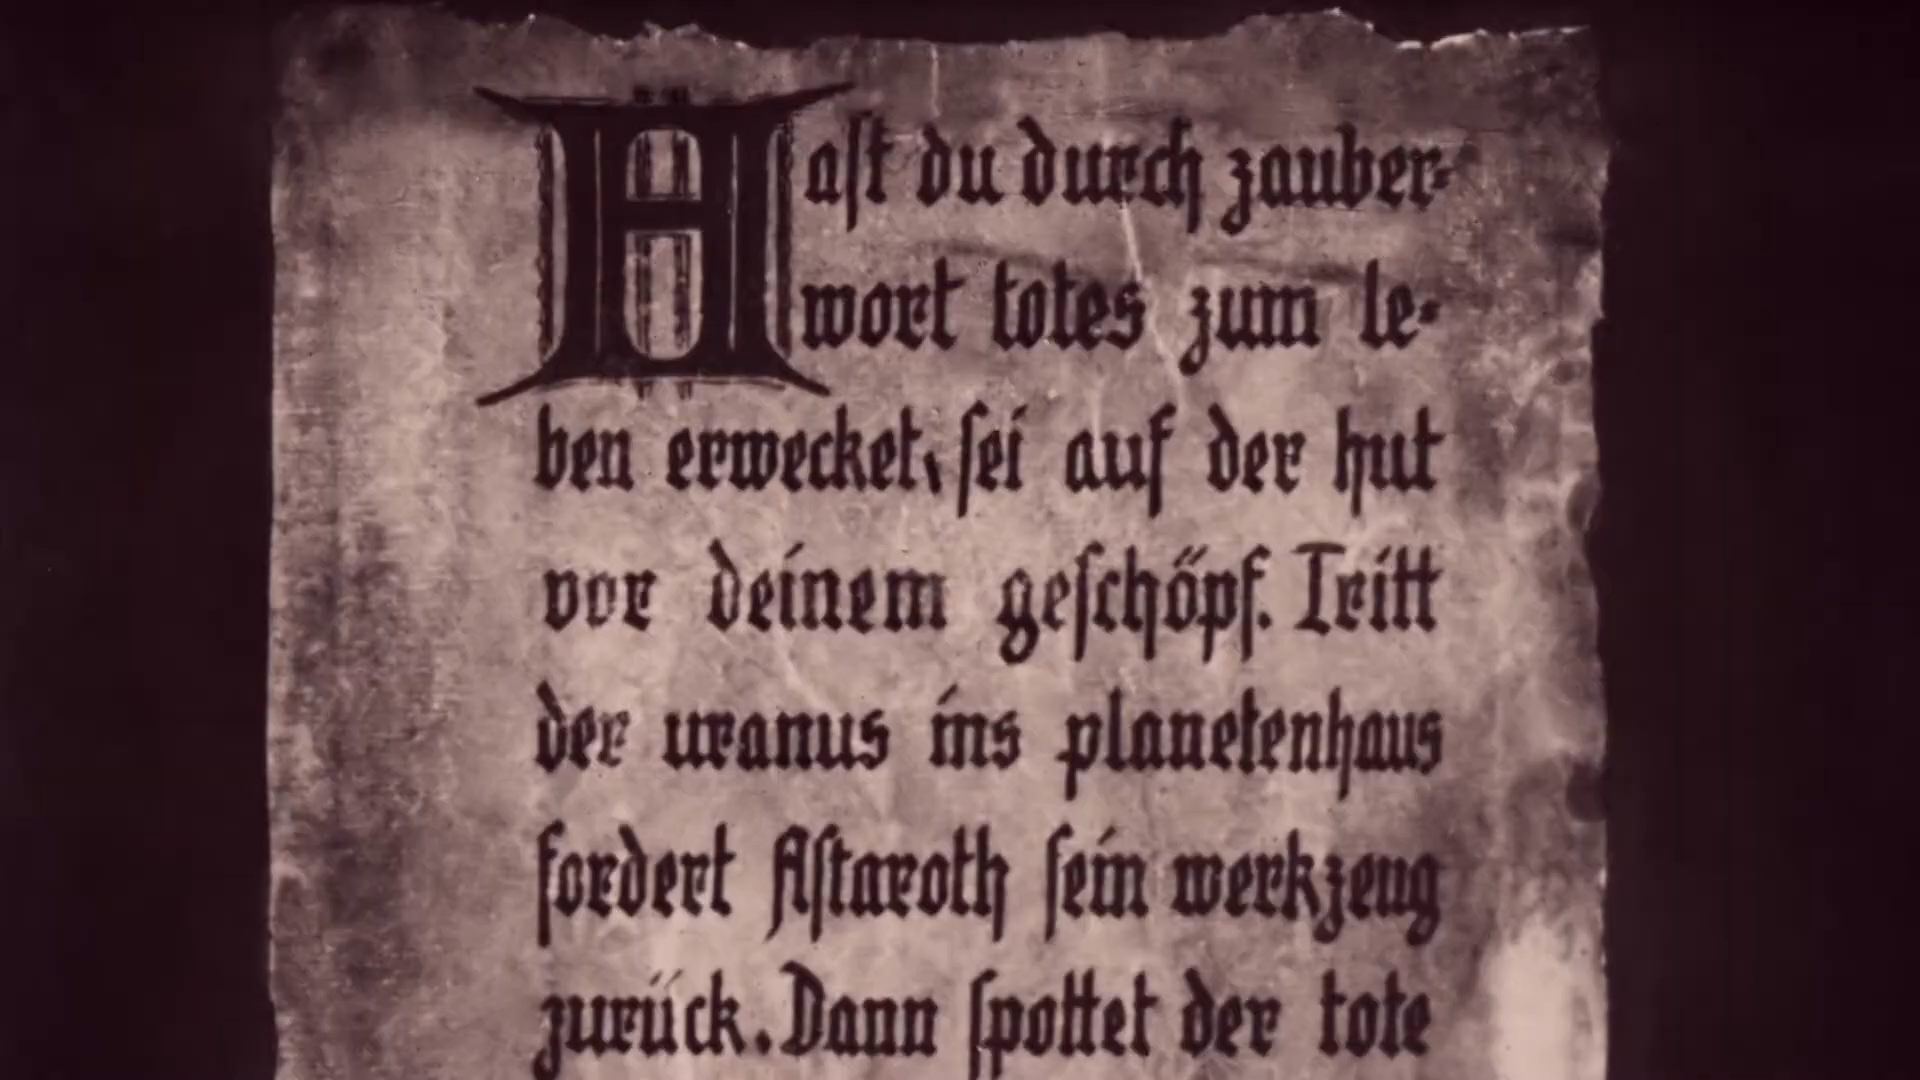 Hast du durch zauber-
wort totes zum le-
ben erwecket, sei auf der hut
vor deinem geschöpf. Tritt
der uranus ins planetenhaus
fordert Astaroth sein werkzeug
zurück. Dann spottet der tote